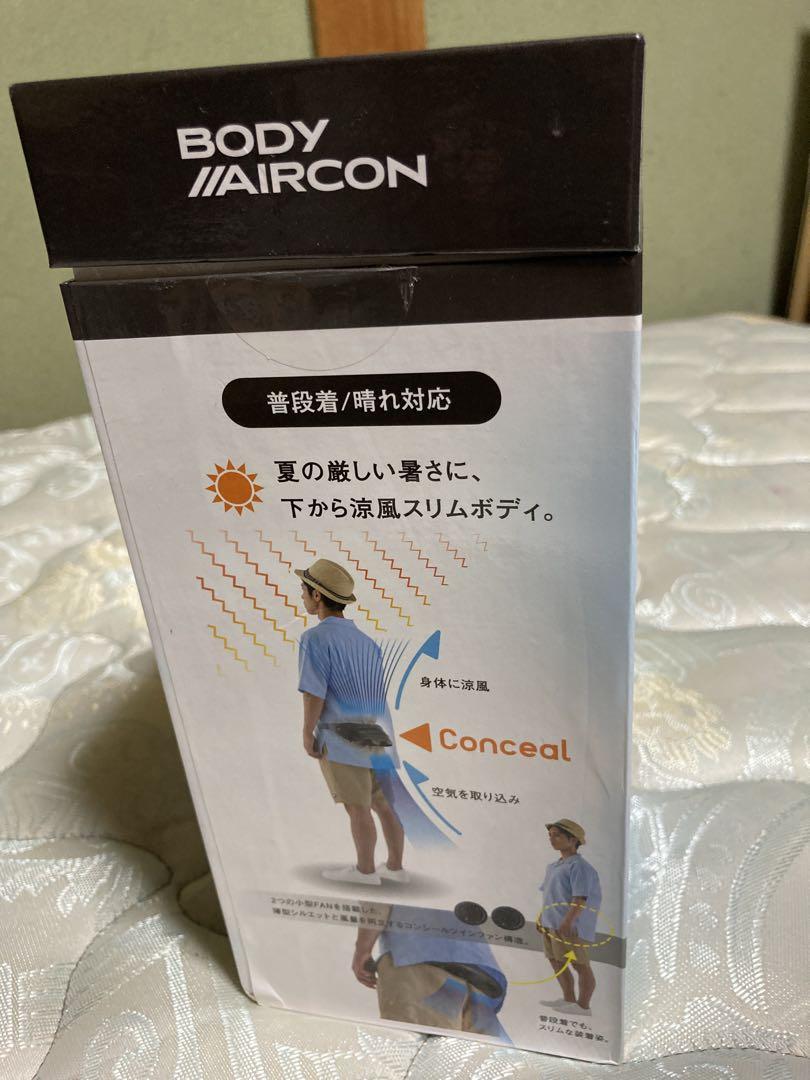 BODY
//AIRCON
普段着/晴れ対応
夏の厳しい暑さに、
下から涼風スリムボディ。
身体に涼風
Conceal
空気を取り込み
2つの小型FANを搭載した、
薄型シルエットと風量を両立するコンシールツインファン構造。
普段着でも、
スリムな装着姿。